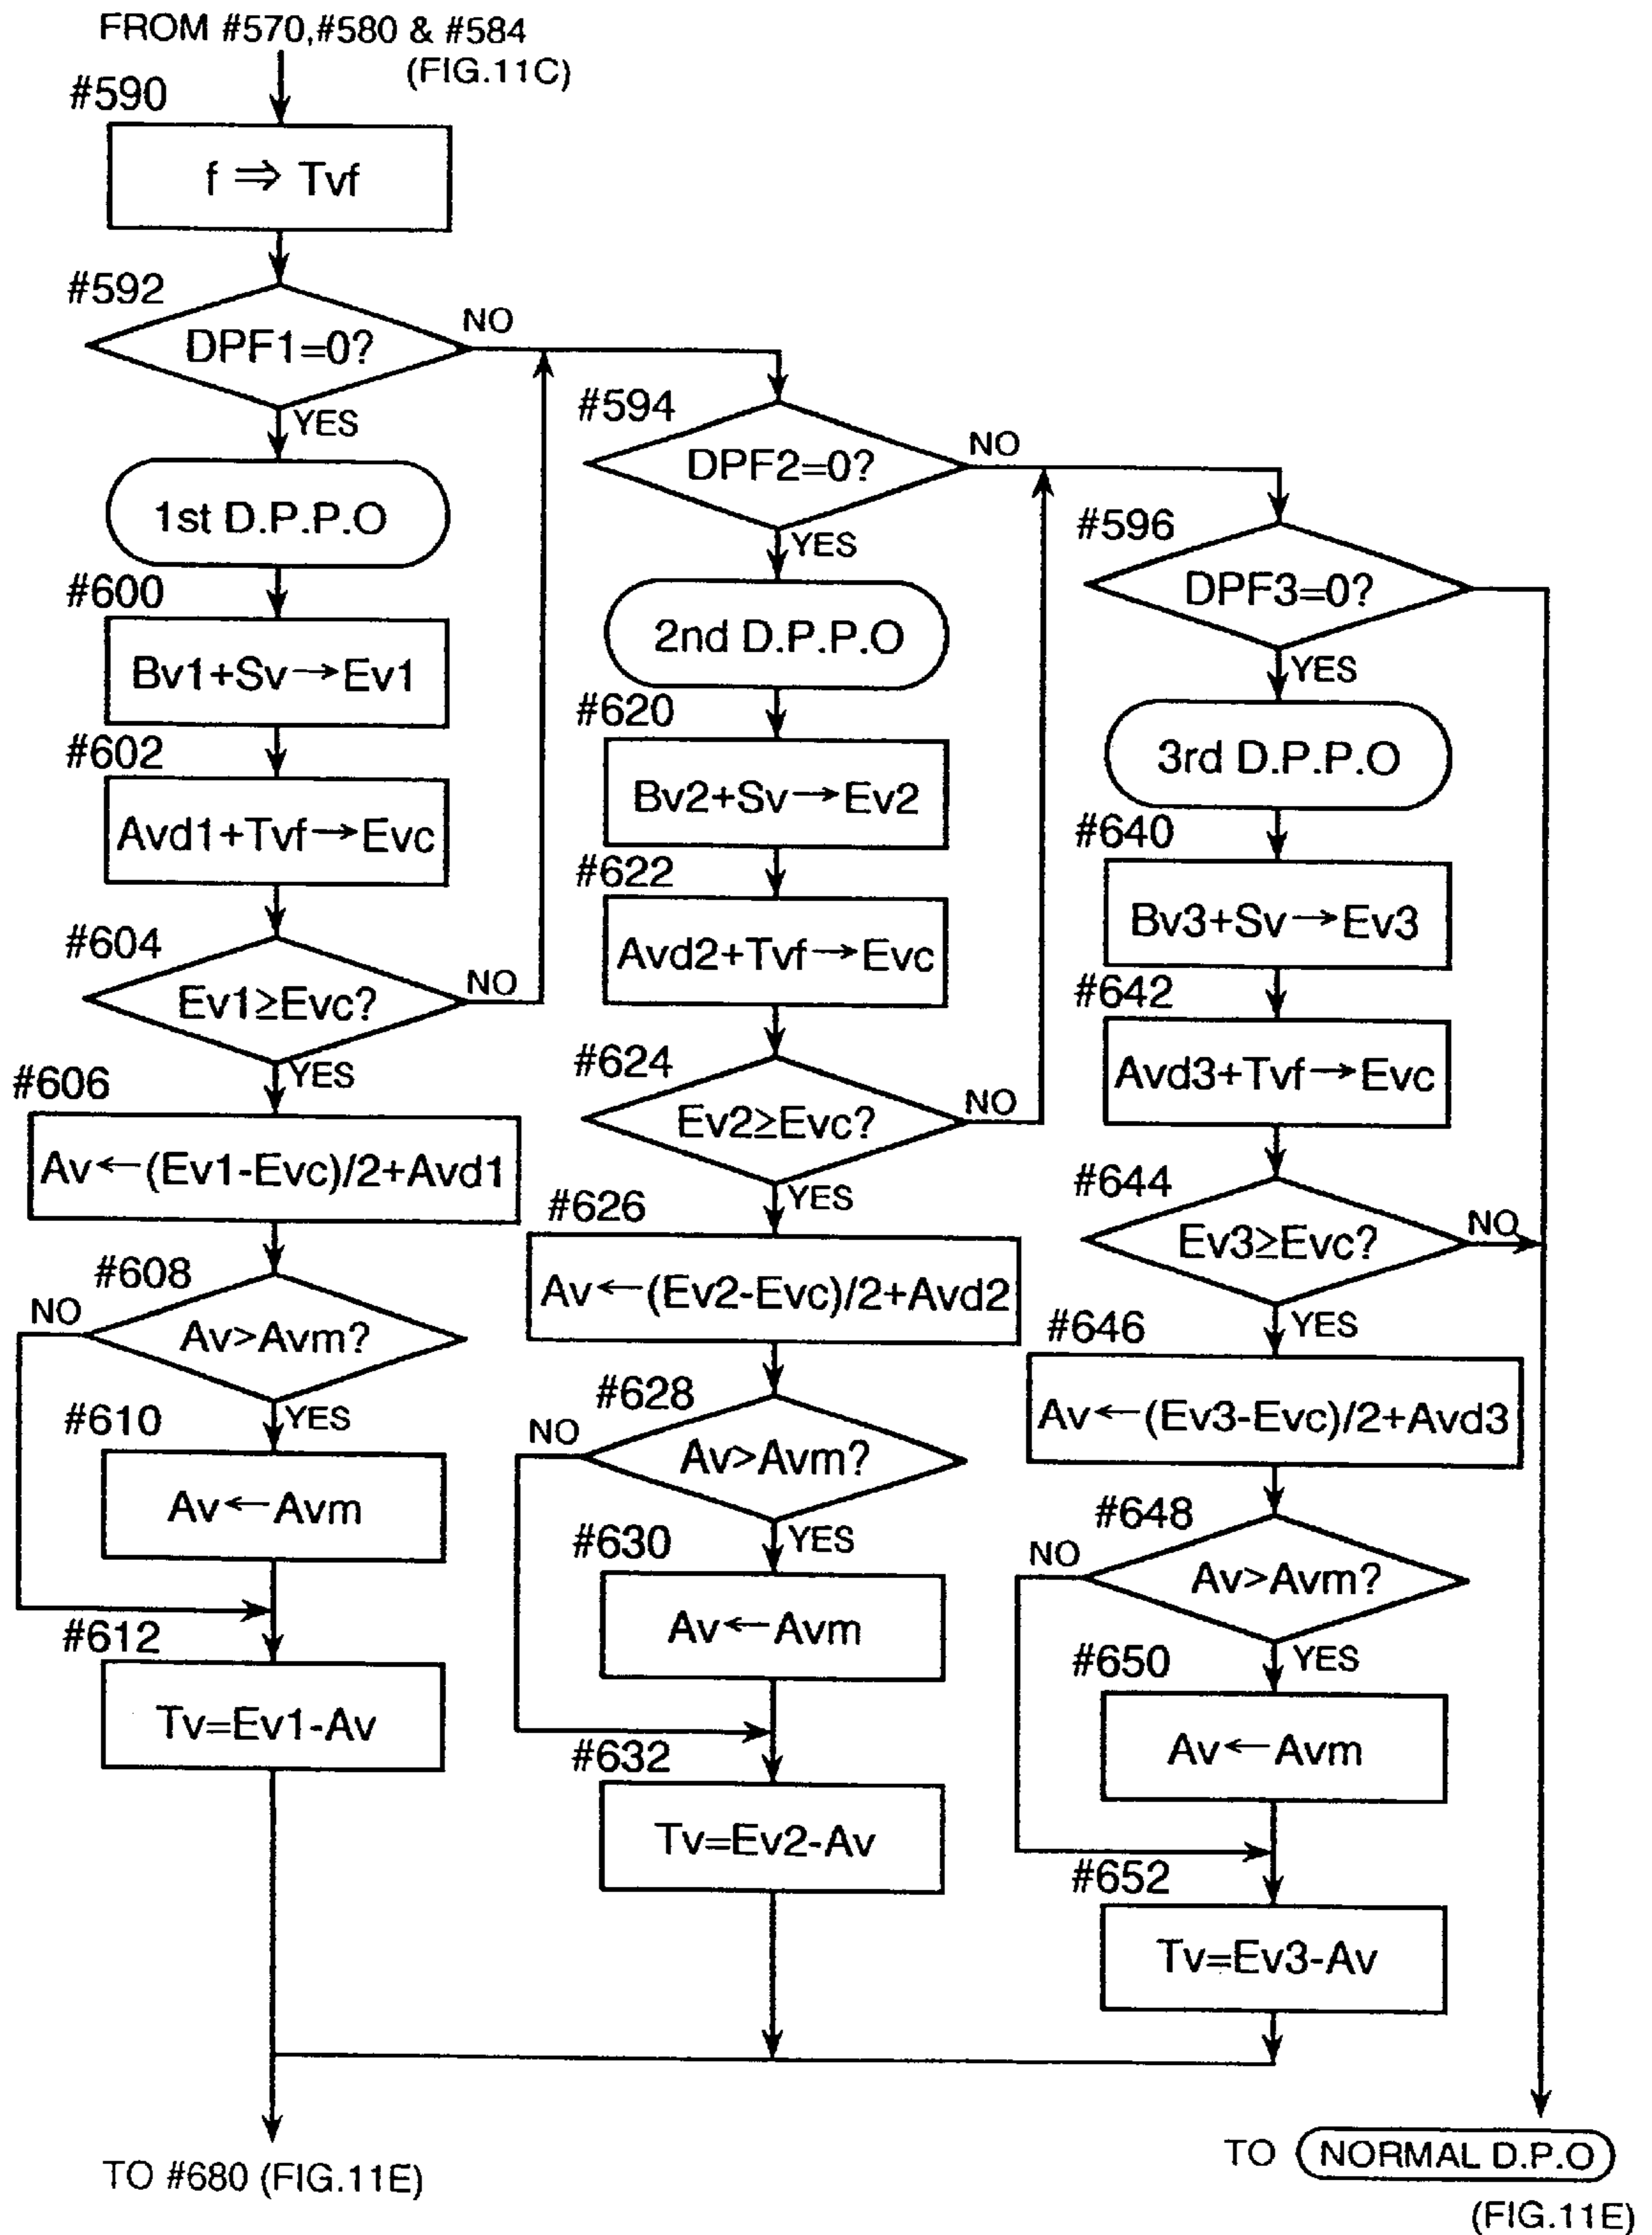 FROM #570,#580 & #584
(FIG.11C)
#590
f ⇒ Tvf
#592
DPF1=0?
NO
YES
1st D.P.P.O
#600
Bv1+Sv→Ev1
#602
Avd1+Tvf→Evc
#604
Ev1≥Evc?
NO
YES
#606
Av←(Ev1-Evc)/2+Avd1
#608
NO
Av>Avm?
YES
#610
Av←Avm
#612
Tv=Ev1-Av
TO #680 (FIG.11E)
#594
DPF2=0?
NO
YES
2nd D.P.P.O
#620
Bv2+Sv→Ev2
#622
Avd2+Tvf→Evc
#624
Ev2≥Evc?
NO
YES
#626
Av←(Ev2-Evc)/2+Avd2
#628
NO
Av>Avm?
YES
#630
Av←Avm
#632
Tv=Ev2-Av
#596
DPF3=0?
YES
3rd D.P.P.O
#640
Bv3+Sv→Ev3
#642
Avd3+Tvf→Evc
#644
Ev3≥Evc?
NO
YES
#646
Av←(Ev3-Evc)/2+Avd3
#648
NO
Av>Avm?
YES
#650
Av←Avm
#652
Tv=Ev3-Av
TO NORMAL D.P.O
(FIG.11E)